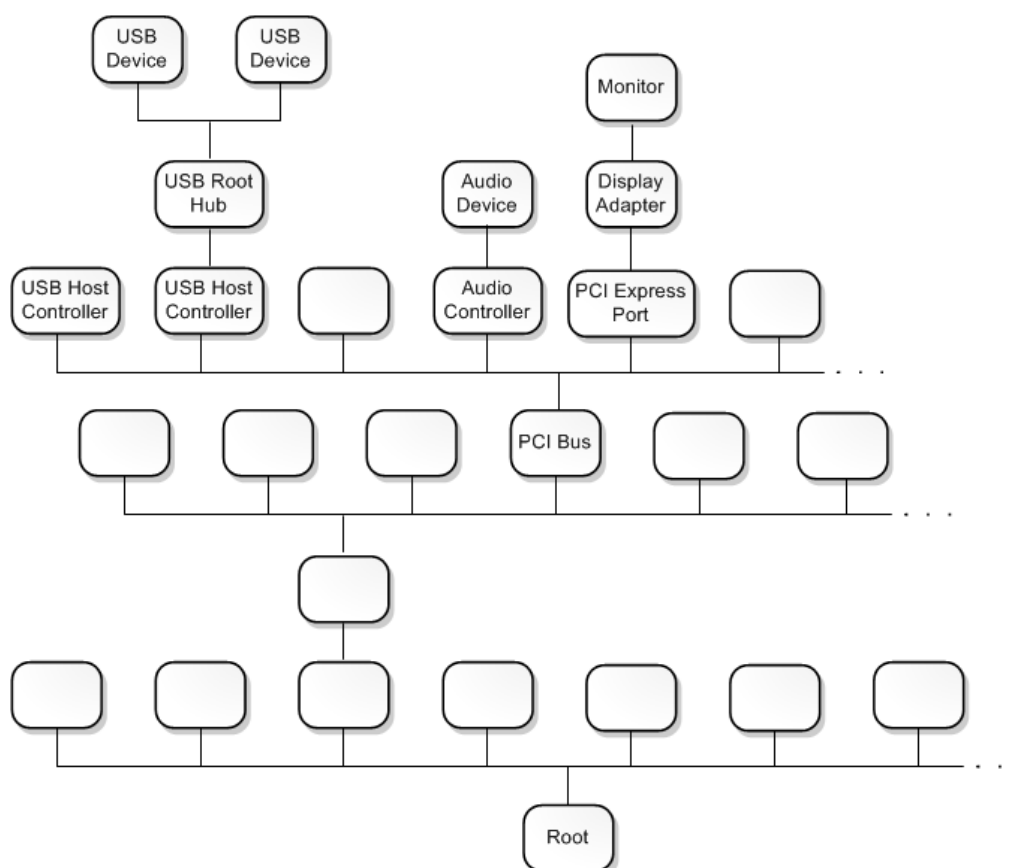 USB
Device
USB
Device
Monitor
USB Root
Hub
Audio
Device
Display
Adapter
USB Host
Controller
USB Host
Controller
Audio
Controller
PCI Express
Port
. . .
PCI Bus
. . .
. . .
Root